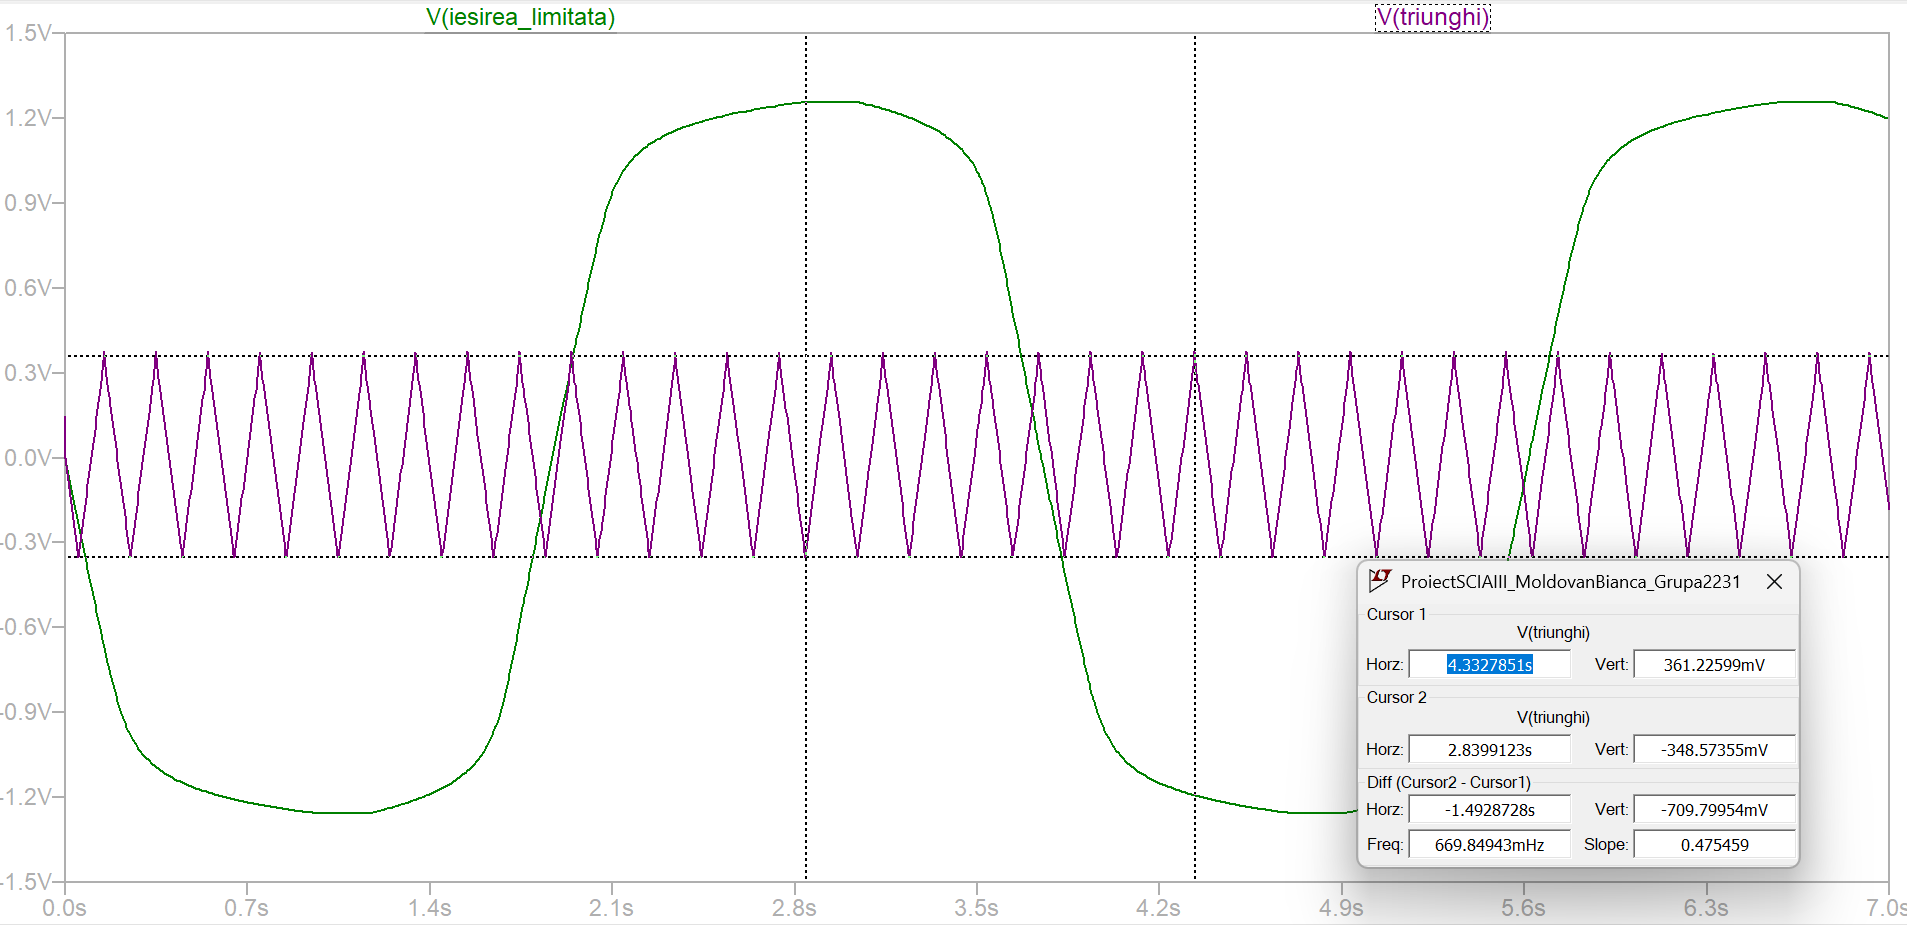 V(iesirea_limitata)
V(triunghi)
1.5V
1.2V
0.9V
0.6V
0.3V
0.0V
-0.3V
-0.6V
-0.9V
-1.2V
-1.5V
0.0s 0.7s 1.4s 2.1s 2.8s 3.5s 4.2s 4.9s 5.6s 6.3s 7.0s
LT
ProiectSCIAIII_MoldovanBianca_Grupa2231
Cursor 1
V(triunghi)
Horz: 4.3327851s Vert: 361.22599mV
Cursor 2
V(triunghi)
Horz: 2.8399123s Vert: -348.57355mV
Diff (Cursor2 - Cursor1)
Horz: -1.4928728s Vert: -709.79954mV
Freq: 669.84943mHz Slope: 0.475459